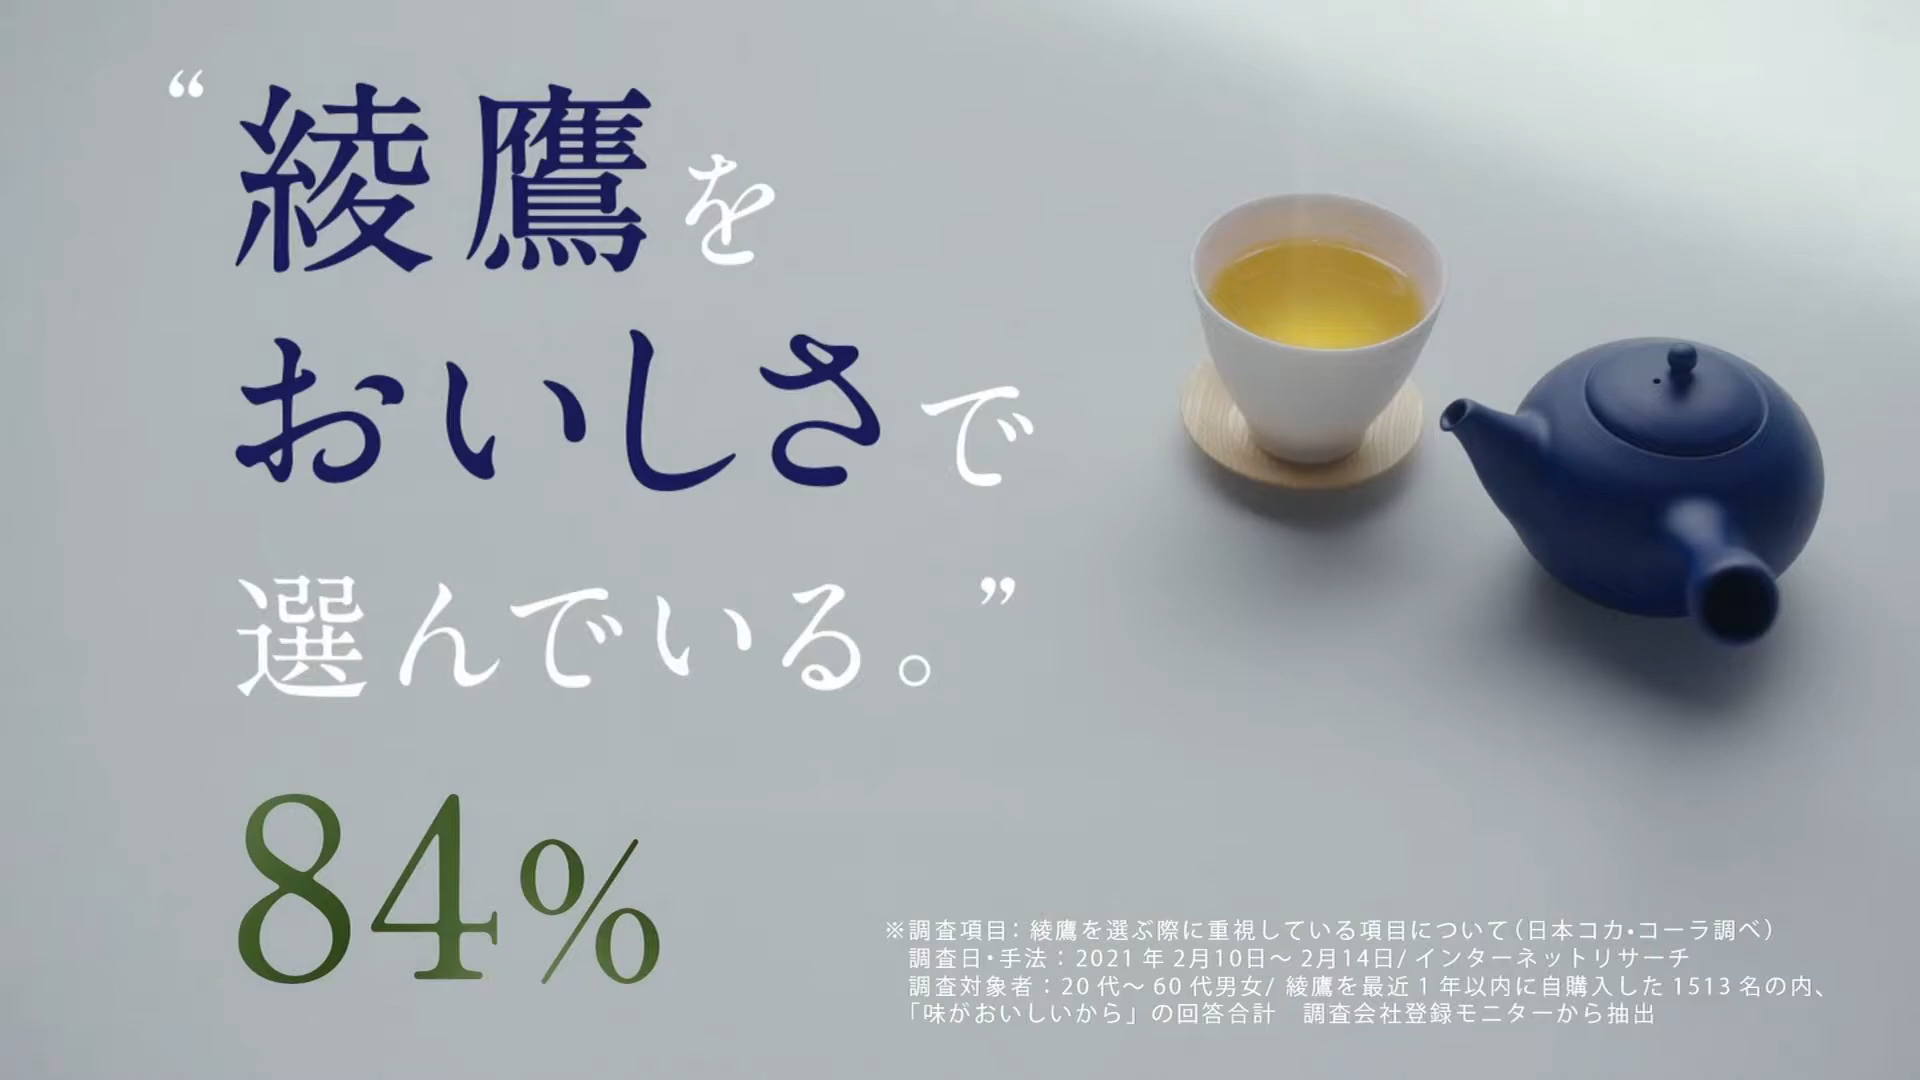 “綾鷹を
おいしさで
選んでいる。”
84%
※調査項目：綾鷹を選ぶ際に重視している項目について（日本コカ・コーラ調べ）
調査日・手法：2021年2月10日〜2月14日/インターネットリサーチ
調査対象者：20代〜60代男女/ 綾鷹を最近1年以内に自購入した1513名の内、
「味がおいしいから」の回答合計　調査会社登録モニターから抽出